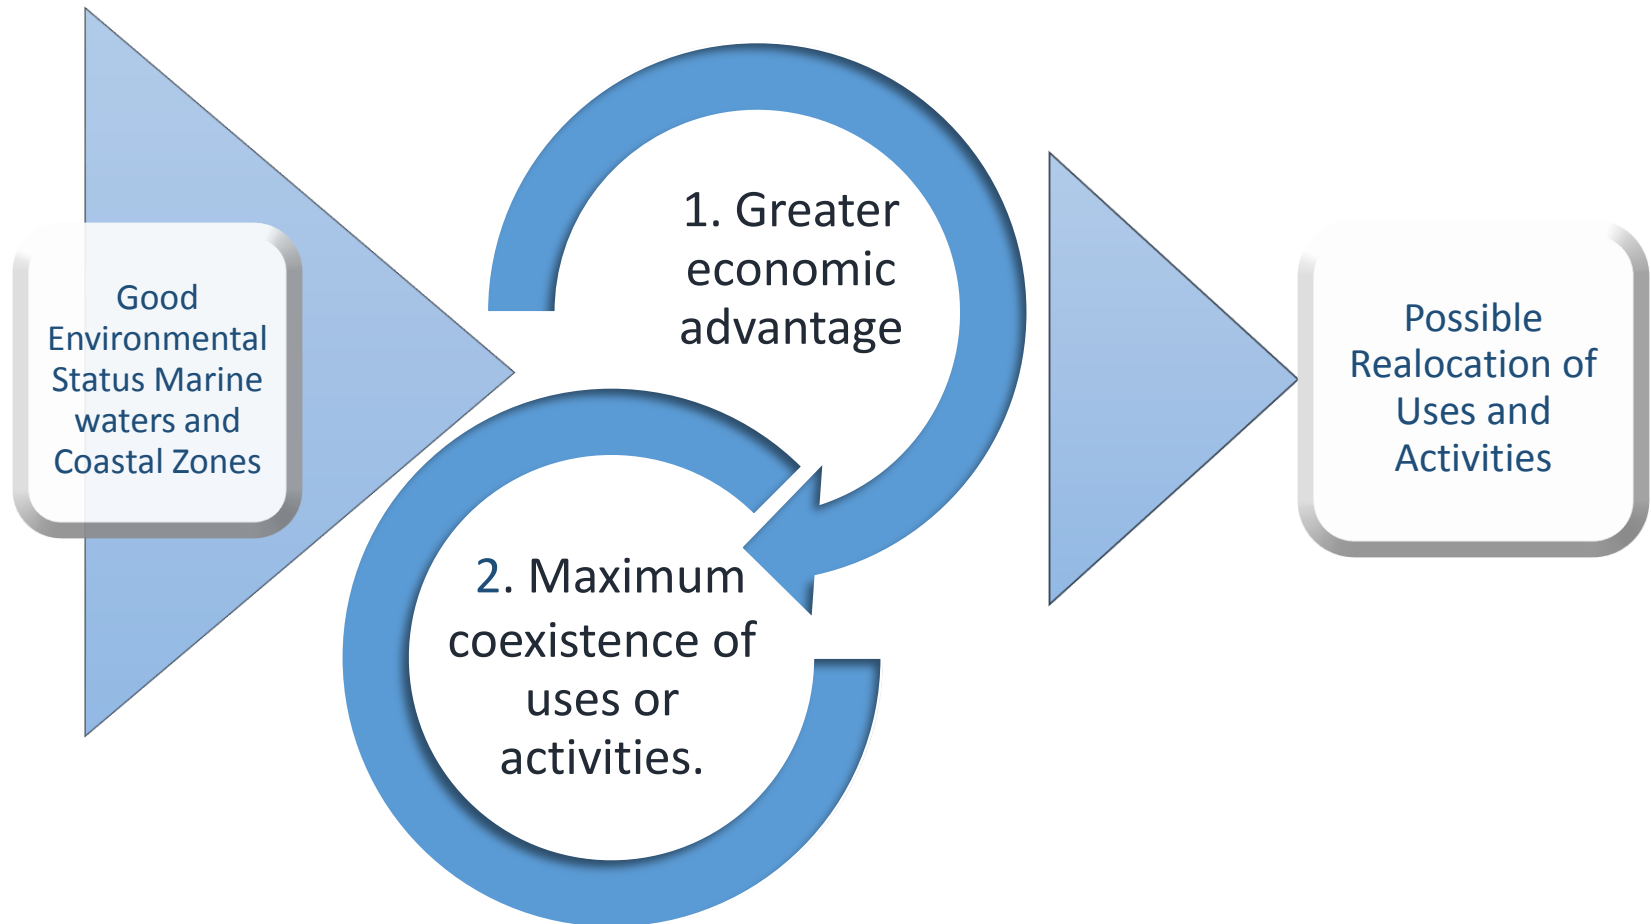 Good
Environmental
Status Marine
waters and
Coastal Zones
1. Greater
economic
advantage
2. Maximum
coexistence of
uses or
activities.
Possible
Realocation of
Uses and
Activities